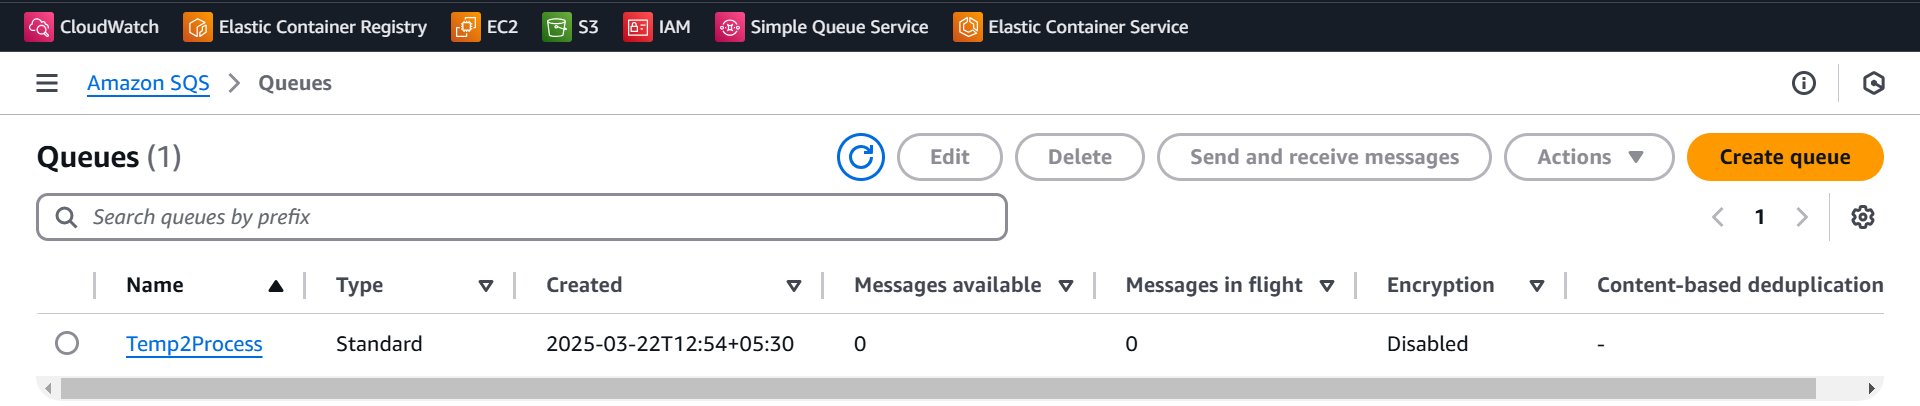 CloudWatch Elastic Container Registry EC2 S3 IAM Simple Queue Service Elastic Container Service
Amazon SQS Queues
Queues (1) Edit Delete Send and receive messages Actions Create queue
Search queues by prefix 1
Name Type Created Messages available Messages in flight Encryption Content-based deduplication
Temp2Process Standard 2025-03-22T12:54+05:30 0 0 Disabled -